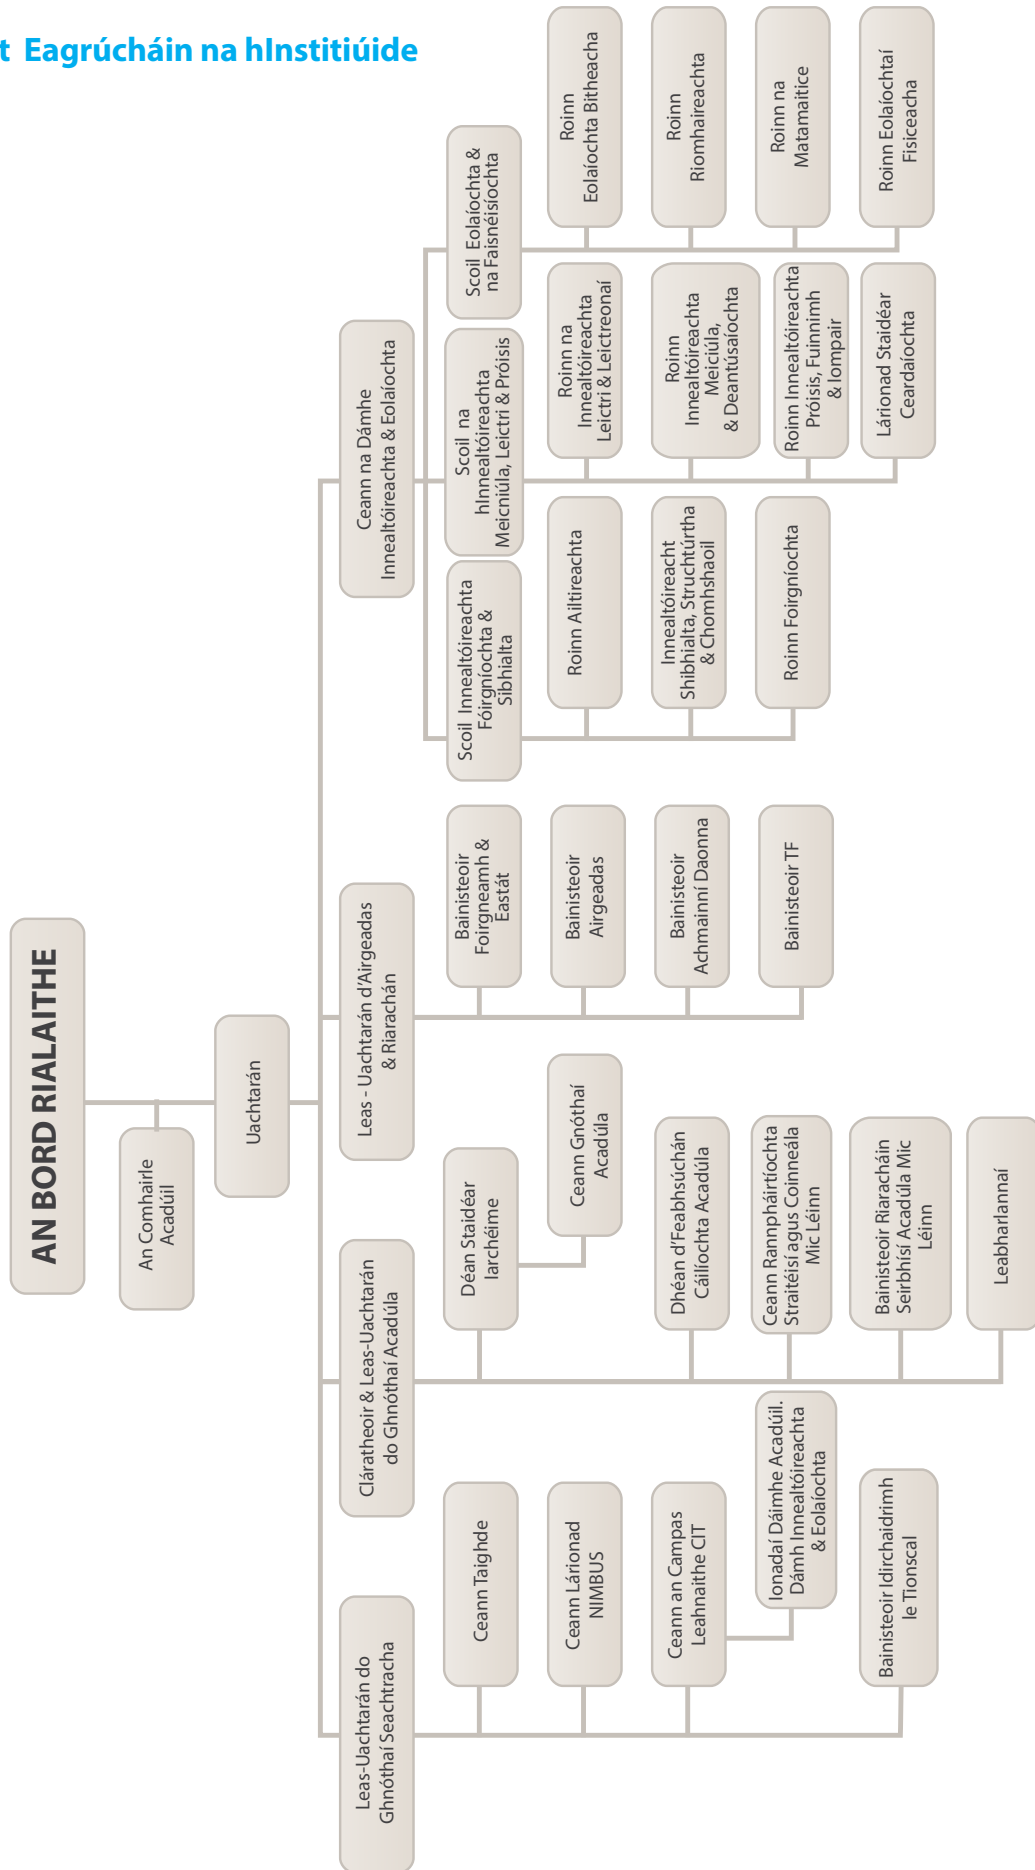 t Eagrúcháin na hInstitiúide
AN BORD RIALAITHE
An Comhairle
Acadúil
Uachtarán
Leas-Uachtarán do
Ghnóthaí Seachtracha
Ceann Taighde
Ceann Lárionad
NIMBUS
Ceann an Campas
Leahnaithe CIT
Ionadaí Dáimhe Acadúil.
Dámh Innealtóireachta
& Eolaíochta
Bainisteoir Idirchaidrimh
le Tionscal
Cláratheoir & Leas-Uachtarán
do Ghnóthaí Acadúla
Déan Staidéar
Iarchéime
Ceann Gnóthaí
Acadúla
Dhéan d'Feabhsúchán
Cáilíochta Acadúla
Ceann Rannpháirtíochta
Straitéisí agus Coinneála
Mic Léinn
Bainisteoir Riaracháin
Seirbhísí Acadúla Mic
Léinn
Leabharlannaí
Leas - Uachtarán d'Airgeadas
& Riarachán
Bainisteoir
Foirgneamh &
Eastát
Bainisteoir
Airgeadas
Bainisteoir
Achmainní Daonna
Bainisteoir TF
Ceann na Dámhe
Innealtóireachta & Eolaíochta
Scoil Innealtóireachta
Fóirgníochta &
Sibhialta
Roinn Ailtireachta
Innealtóireacht
Shibhialta, Struchtúrtha
& Chomhshaoil
Roinn Foirgníochta
Scoil na
hInnealtóireachta
Meicniúla, Leictri & Próisis
Roinn na
Innealtóireachta
Leictri & Leictreonaí
Roinn
Innealtóireachta
Meiciúla,
& Deantúsaíochta
Roinn Innealtóireachta
Próisis, Fuinnimh
& Iompair
Lárionad Staidéar
Ceardaíochta
Scoil Eolaíochta &
na Faisnéisíochta
Roinn
Eolaíochta Bitheacha
Roinn
Riomhaireachta
Roinn na
Matamaitice
Roinn Eolaíochtaí
Fisiceacha